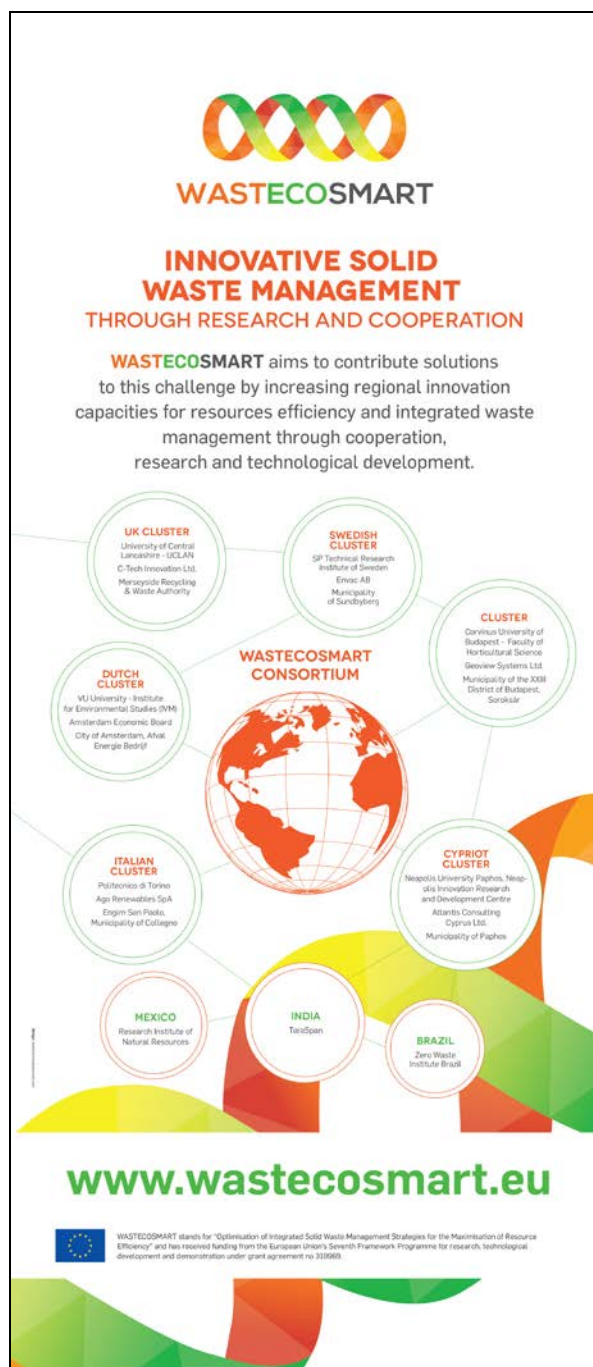 WASTECOSMART
INNOVATIVE SOLID
WASTE MANAGEMENT
THROUGH RESEARCH AND COOPERATION
WASTECOSMART aims to contribute solutions
to this challenge by increasing regional innovation
capacities for resources efficiency and integrated waste
management through cooperation,
research and technological development.
UK CLUSTER
University of Central
Lancashire - UCLAN
C-Tech Innovation Ltd.
Merseyside Recycling
& Waste Authority
SWEDISH
CLUSTER
SP Technical Research
Institute of Sweden
Envac AB
Municipality
of Sundbyberg
CLUSTER
Corvinus University of
Budapest - Faculty of
Horticultural Science
Geoview Systems Ltd.
Municipality of the XXIII
District of Budapest,
Soroksár
DUTCH
CLUSTER
VU University - Institute
for Environmental Studies (IVM)
Amsterdam Economic Board
City of Amsterdam, Afval
Energie Bedrijf
WASTECOSMART
CONSORTIUM
ITALIAN
CLUSTER
Politecnico di Torino
Ago Renewables SpA
Engim San Paolo,
Municipality of Collegno
CYPRIOT
CLUSTER
Neapolis University Paphos, Neap-
olis Innovation Research
and Development Centre
Atlantis Consulting
Cyprus Ltd.
Municipality of Paphos
MEXICO
Research Institute of
Natural Resources
INDIA
TaraSpan
BRAZIL
Zero Waste
Institute Brazil
www.wastecosmart.eu
WASTECOSMART stands for "Optimisation of Integrated Solid Waste Management Strategies for the Maximisation of Resource
Efficiency" and has received funding from the European Union's Seventh Framework Programme for research, technological
development and demonstration under grant agreement no 319969.